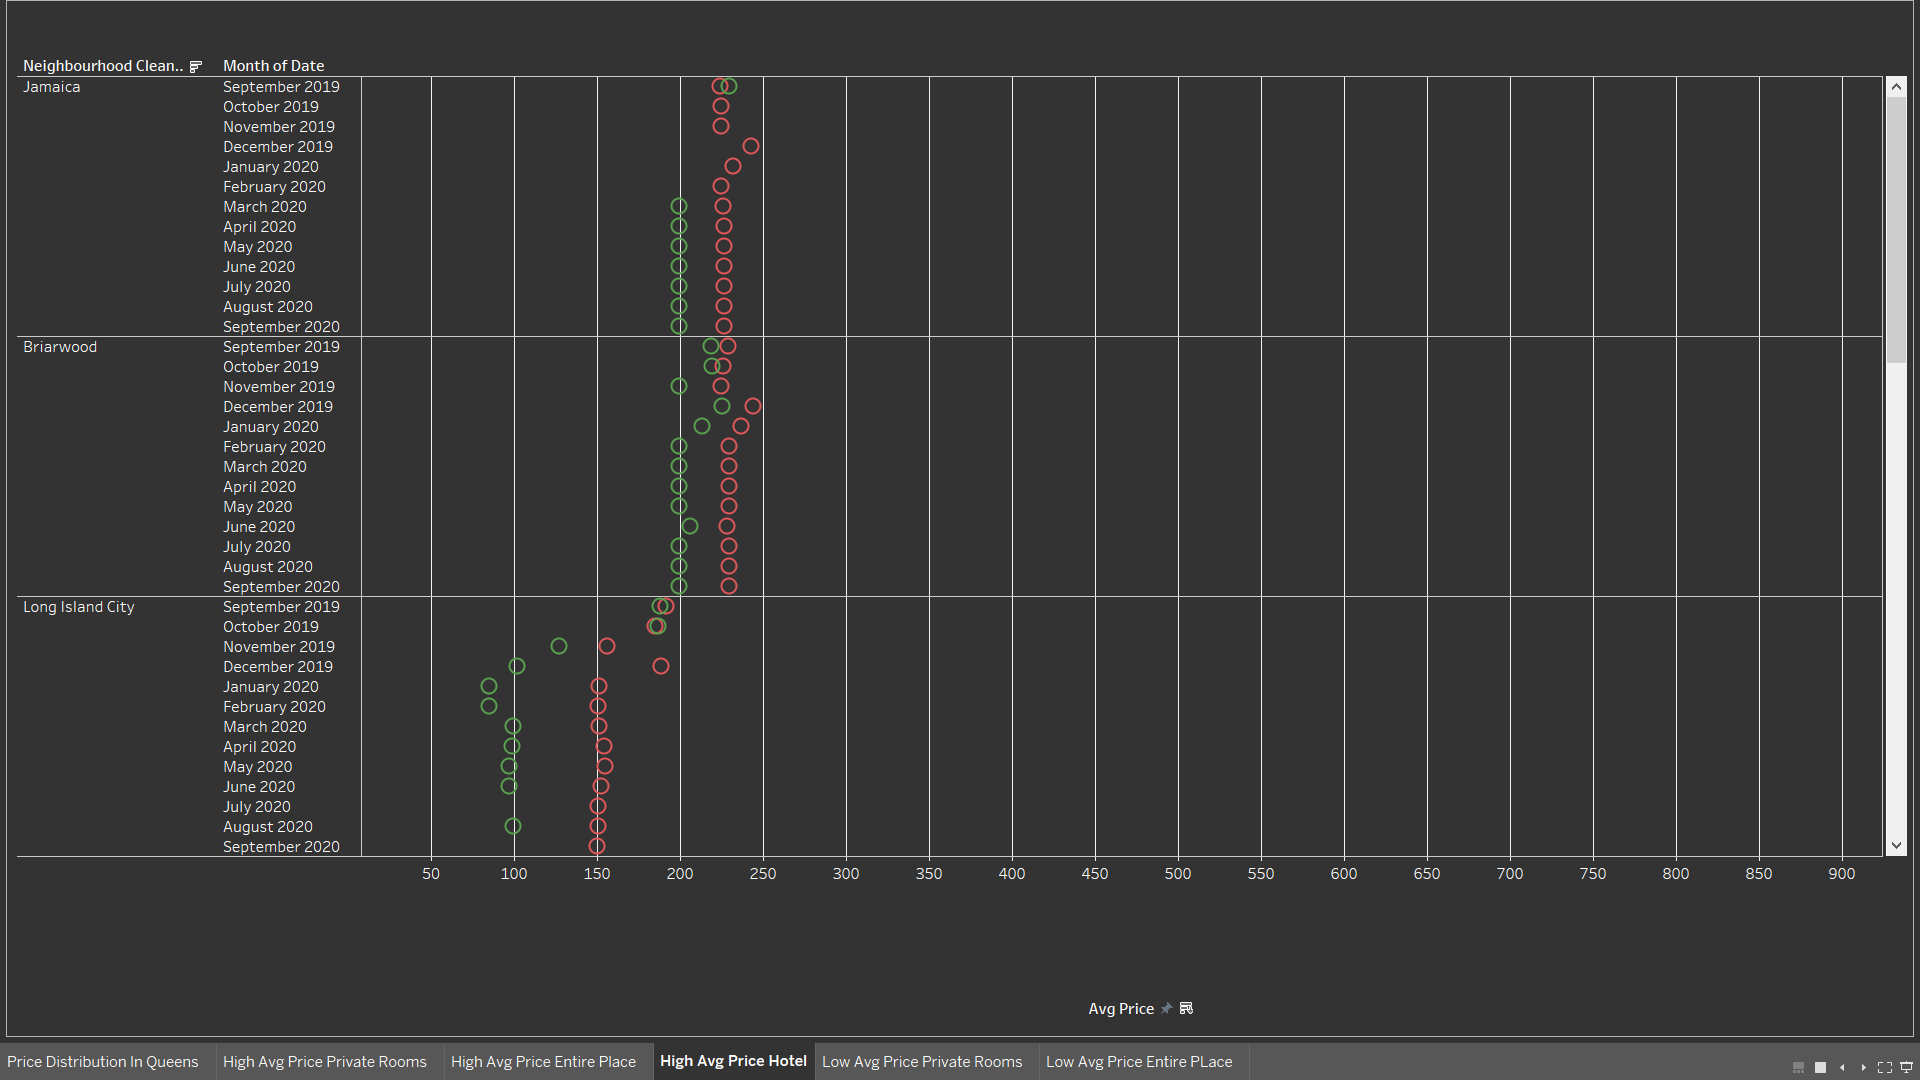 Neighbourhood Clean.. Month of Date
Jamaica September 2019
October 2019
November 2019
December 2019
January 2020
February 2020
March 2020
April 2020
May 2020
June 2020
July 2020
August 2020
September 2020
Briarwood September 2019
October 2019
November 2019
December 2019
January 2020
February 2020
March 2020
April 2020
May 2020
June 2020
July 2020
August 2020
September 2020
Long Island City September 2019
October 2019
November 2019
December 2019
January 2020
February 2020
March 2020
April 2020
May 2020
June 2020
July 2020
August 2020
September 2020
50 100 150 200 250 300 350 400 450 500 550 600 650 700 750 800 850 900
Avg Price
Price Distribution In Queens High Avg Price Private Rooms High Avg Price Entire Place High Avg Price Hotel Low Avg Price Private Rooms Low Avg Price Entire PLace